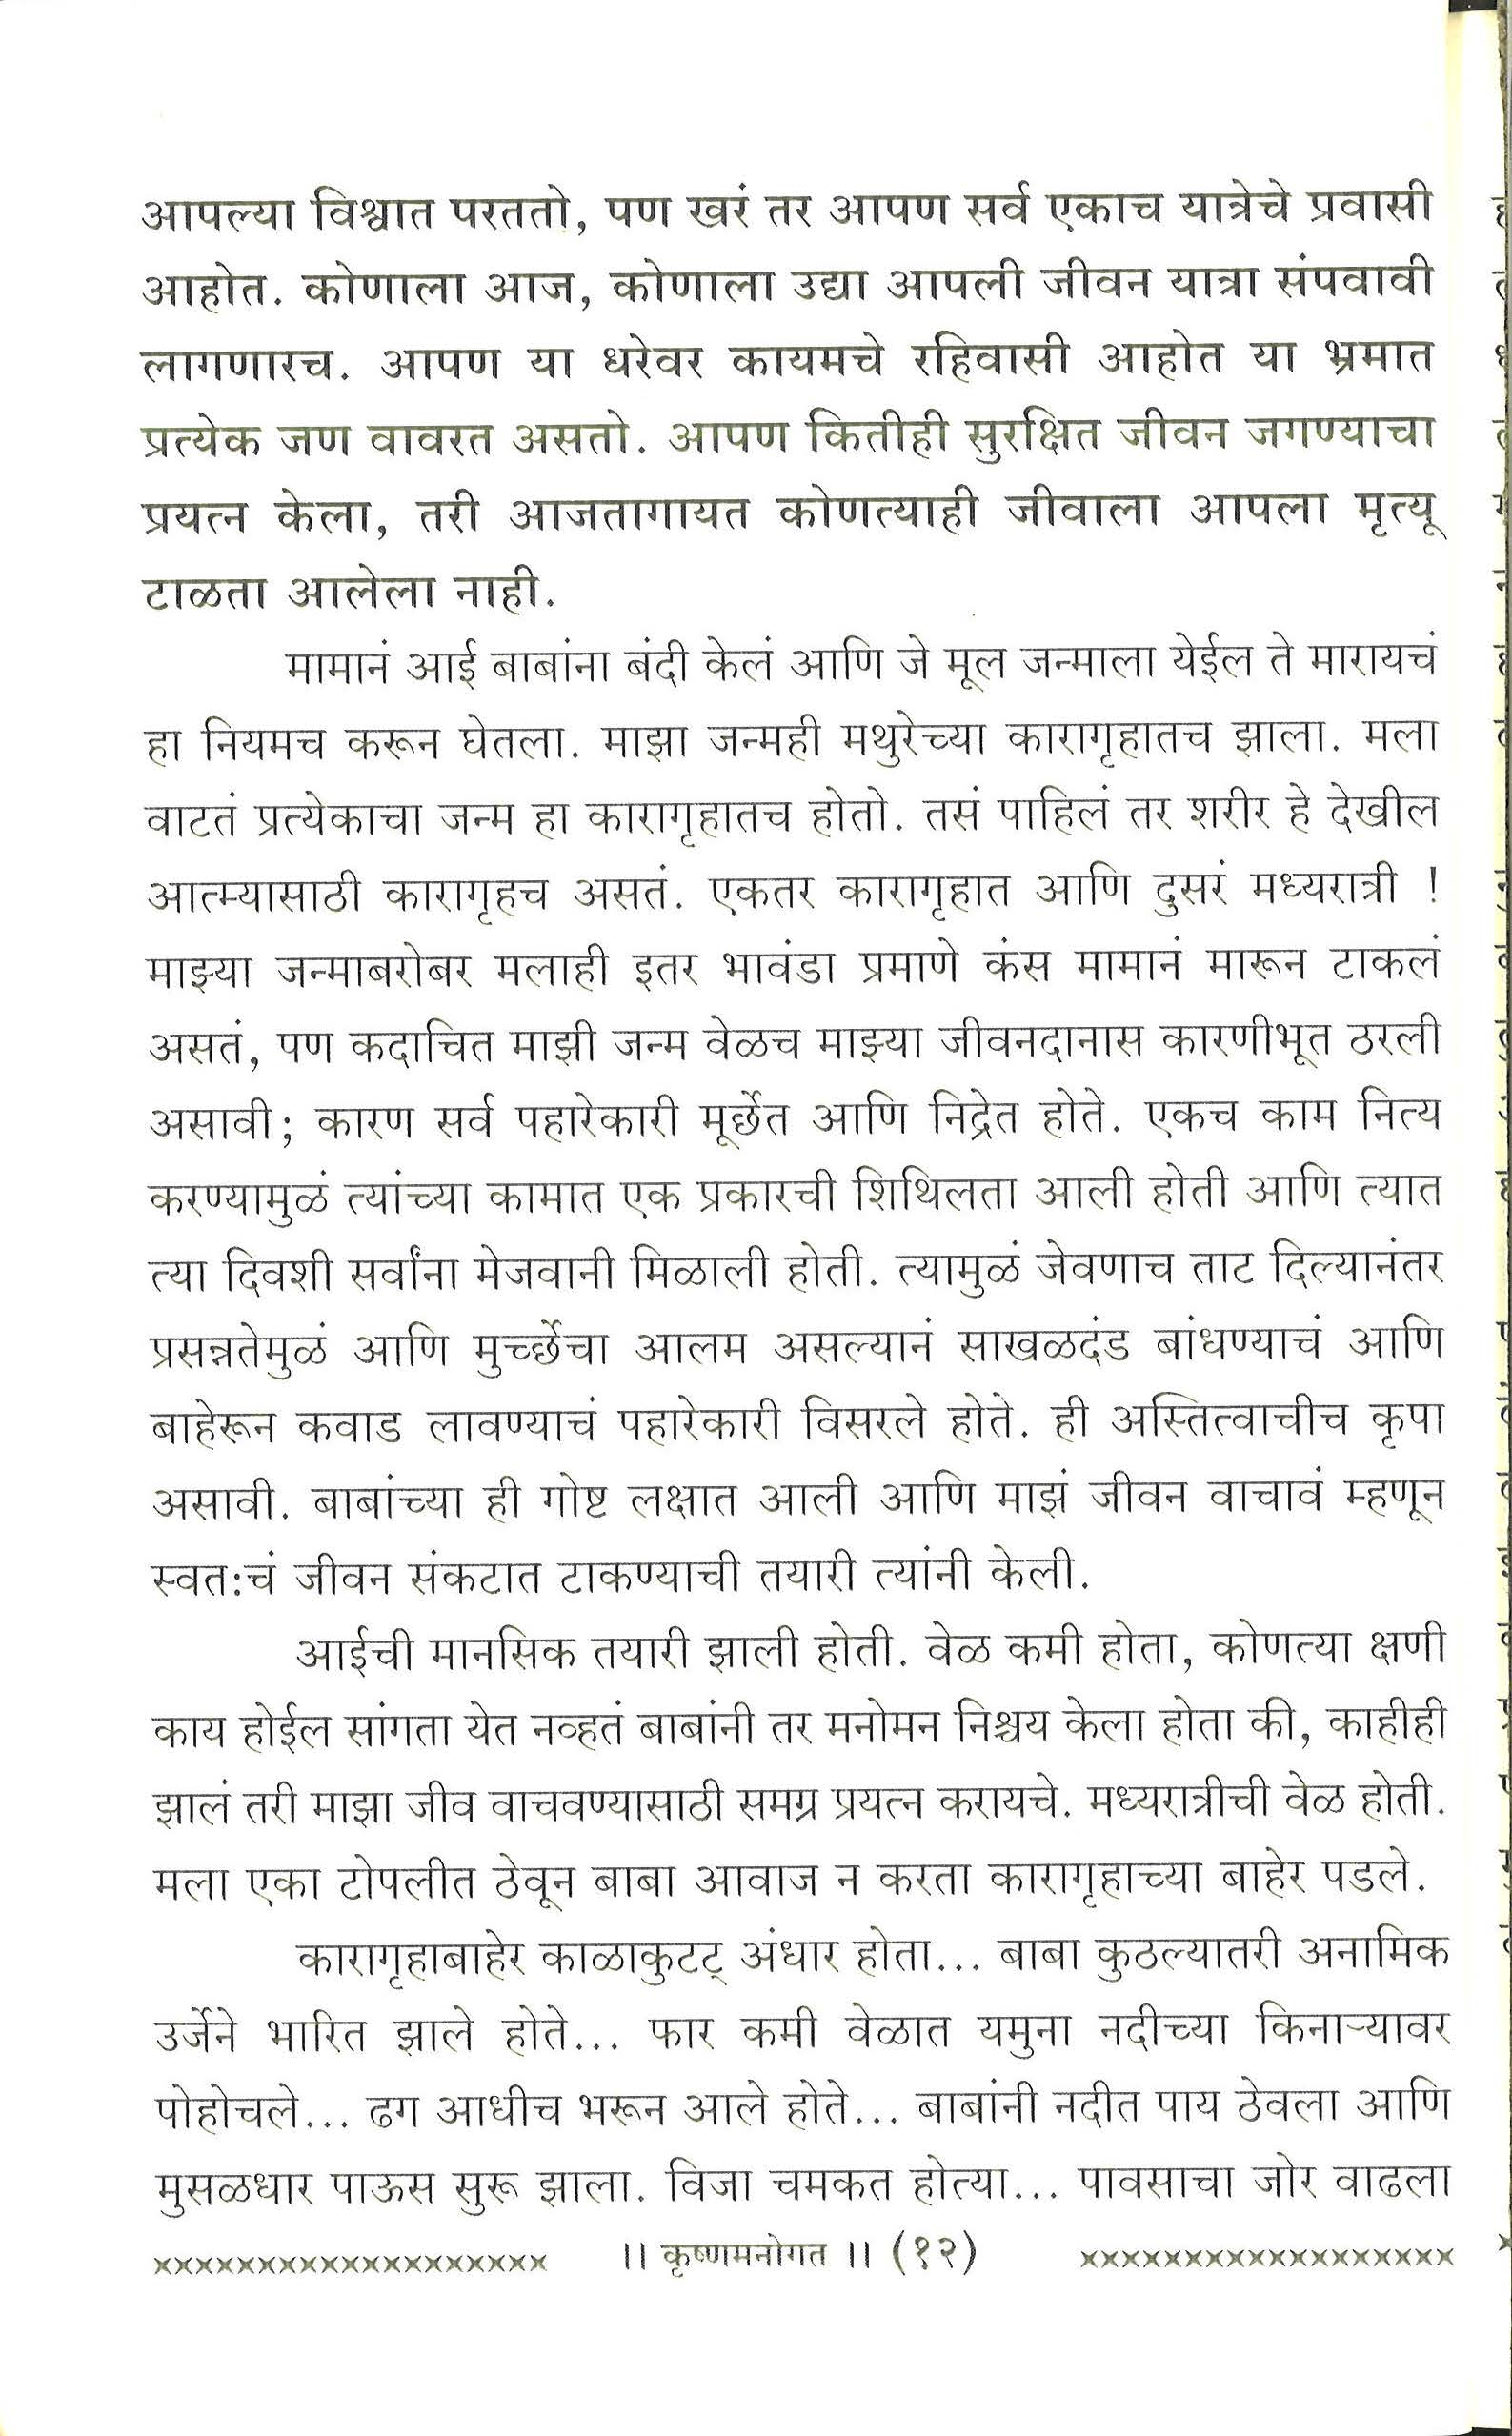 आपल्या विश्वात परततो, पण खरं तर आपण सर्व एकाच यात्रेचे प्रवासी
आहोत. कोणाला आज, कोणाला उद्या आपली जीवन यात्रा संपवावी
लागणारच. आपण या धरेवर कायमचे रहिवासी आहोत या भ्रमात
प्रत्येक जण वावरत असतो. आपण कितीही सुरक्षित जीवन जगण्याचा
प्रयत्न केला, तरी आजतागायत कोणत्याही जीवाला आपला मृत्यू
टाळता आलेला नाही.
मामानं आई बाबांना बंदी केलं आणि जे मूल जन्माला येईल ते मारायचं
हा नियमच करून घेतला. माझा जन्मही मथुरेच्या कारागृहातच झाला. मला
वाटतं प्रत्येकाचा जन्म हा कारागृहातच होतो. तसं पाहिलं तर शरीर हे देखील
आत्म्यासाठी कारागृहच असतं. एकतर कारागृहात आणि दुसरं मध्यरात्री !
माझ्या जन्माबरोबर मलाही इतर भावंडा प्रमाणे कंस मामानं मारून टाकलं
असतं, पण कदाचित माझी जन्म वेळच माझ्या जीवनदानास कारणीभूत ठरली
असावी; कारण सर्व पहारेकारी मूर्छेत आणि निद्रेत होते. एकच काम नित्य
करण्यामुळं त्यांच्या कामात एक प्रकारची शिथिलता आली होती आणि त्यात
त्या दिवशी सर्वांना मेजवानी मिळाली होती. त्यामुळं जेवणाच ताट दिल्यानंतर
प्रसन्नतेमुळं आणि मुर्च्छेचा आलम असल्यानं साखळदंड बांधण्याचं आणि
बाहेरून कवाड लावण्याचं पहारेकारी विसरले होते. ही अस्तित्वाचीच कृपा
असावी. बाबांच्या ही गोष्ट लक्षात आली आणि माझं जीवन वाचावं म्हणून
स्वतःचं जीवन संकटात टाकण्याची तयारी त्यांनी केली.
आईची मानसिक तयारी झाली होती. वेळ कमी होता, कोणत्या क्षणी
काय होईल सांगता येत नव्हतं बाबांनी तर मनोमन निश्चय केला होता की, काहीही
झालं तरी माझा जीव वाचवण्यासाठी समग्र प्रयत्न करायचे. मध्यरात्रीची वेळ होती.
मला एका टोपलीत ठेवून बाबा आवाज न करता कारागृहाच्या बाहेर पडले.
कारागृहाबाहेर काळाकुटट् अंधार होता... बाबा कुठल्यातरी अनामिक
उर्जेने भारित झाले होते... फार कमी वेळात यमुना नदीच्या किनाऱ्यावर
पोहोचले... ढग आधीच भरून आले होते... बाबांनी नदीत पाय ठेवला आणि
मुसळधार पाऊस सुरू झाला. विजा चमकत होत्या... पावसाचा जोर वाढला
xxxxxxxxxxxxxxxxxxx ।। कृष्णमनोगत ।। (१२) xxxxxxxxxxxxxxxxxx